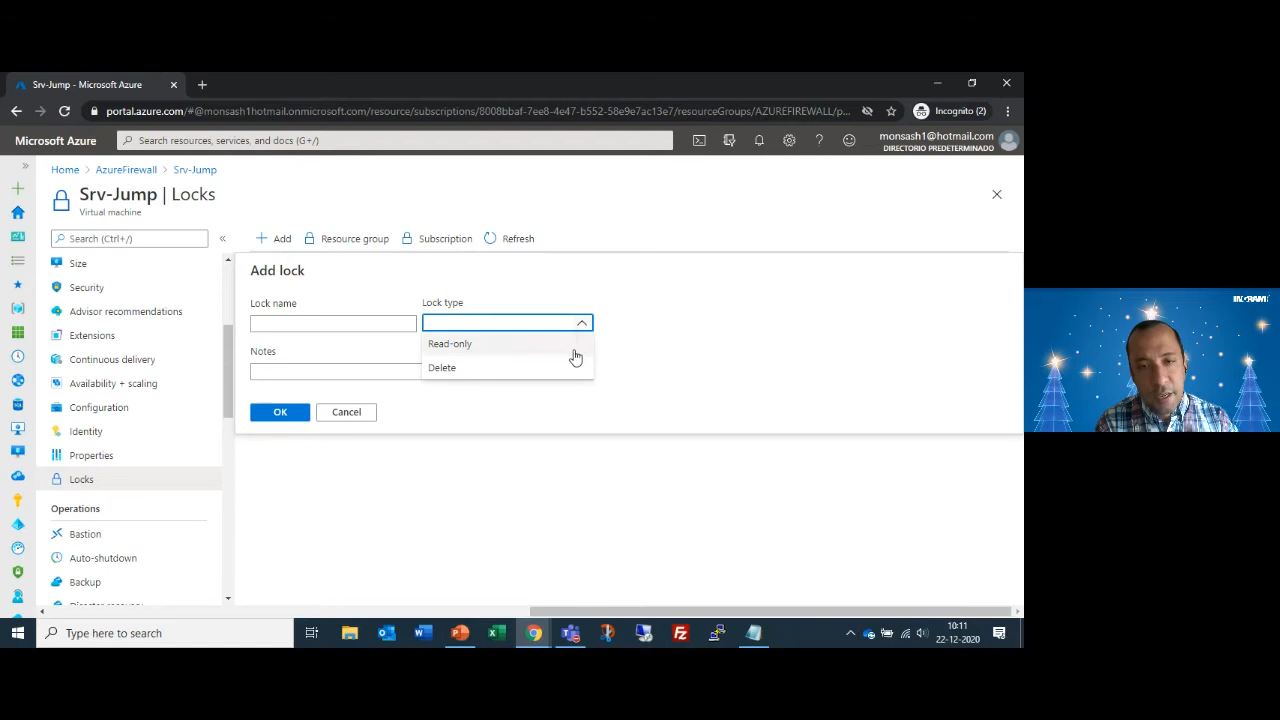 Srv-Jump - Microsoft Azure
portal.azure.com/#@monsash1hotmail.onmicrosoft.com/resource/subscriptions/8008bbaf-7ee8-4e47-b552-58e9e7ac13e7/resourceGroups/AZUREFIREWALL/p...
Incognito (2)
Microsoft Azure
Search resources, services, and docs (G+/)
monsash1@hotmail.com
DIRECTORIO PREDETERMINADO
Home > AzureFirewall > Srv-Jump
Srv-Jump | Locks
Virtual machine
Search (Ctrl+/)
Add
Resource group
Subscription
Refresh
Size
Security
Advisor recommendations
Extensions
Continuous delivery
Availability + scaling
Configuration
Identity
Properties
Locks
Operations
Bastion
Auto-shutdown
Backup
Disaster recovery
Add lock
Lock name
Lock type
Read-only
Delete
Notes
OK
Cancel
INGRAM
Type here to search
10:11
22-12-2020